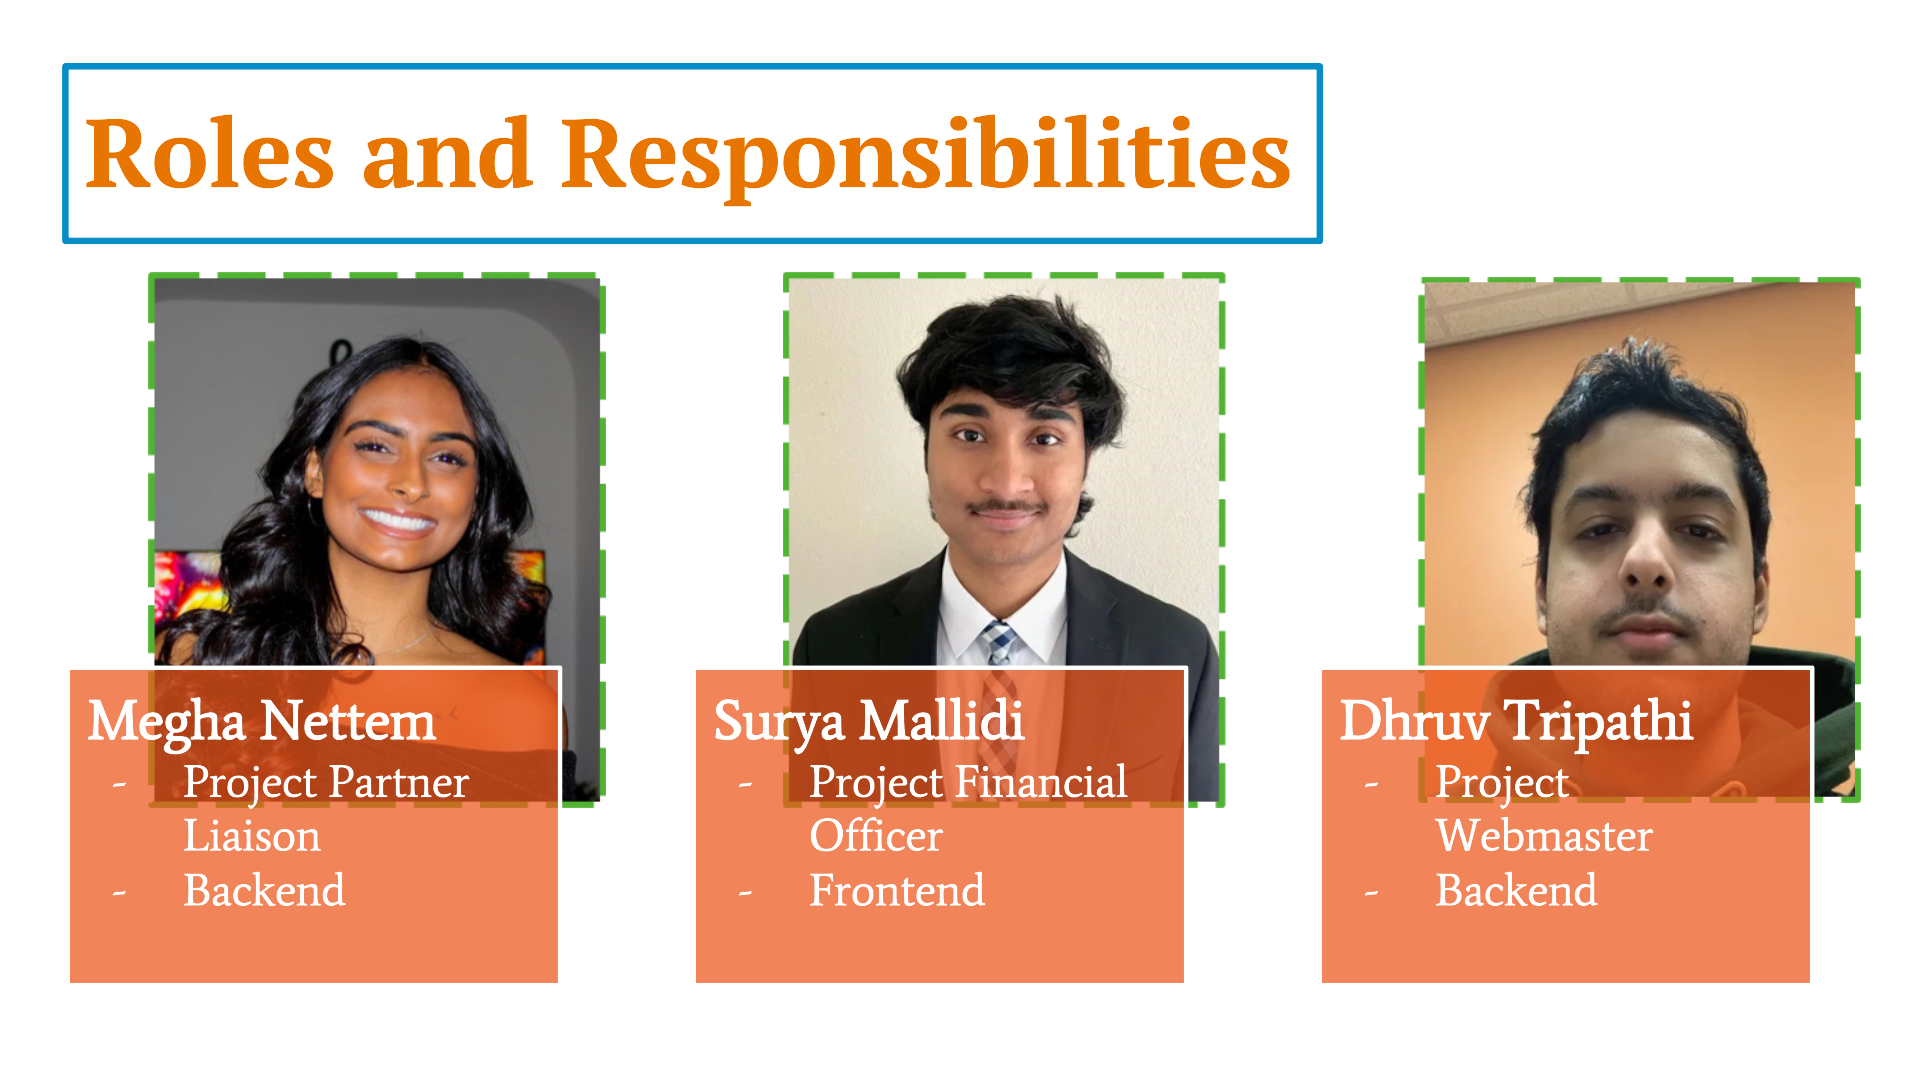 Roles and Responsibilities
Megha Nettem
- Project Partner
Liaison
- Backend
Surya Mallidi
- Project Financial
Officer
- Frontend
Dhruv Tripathi
- Project
Webmaster
- Backend